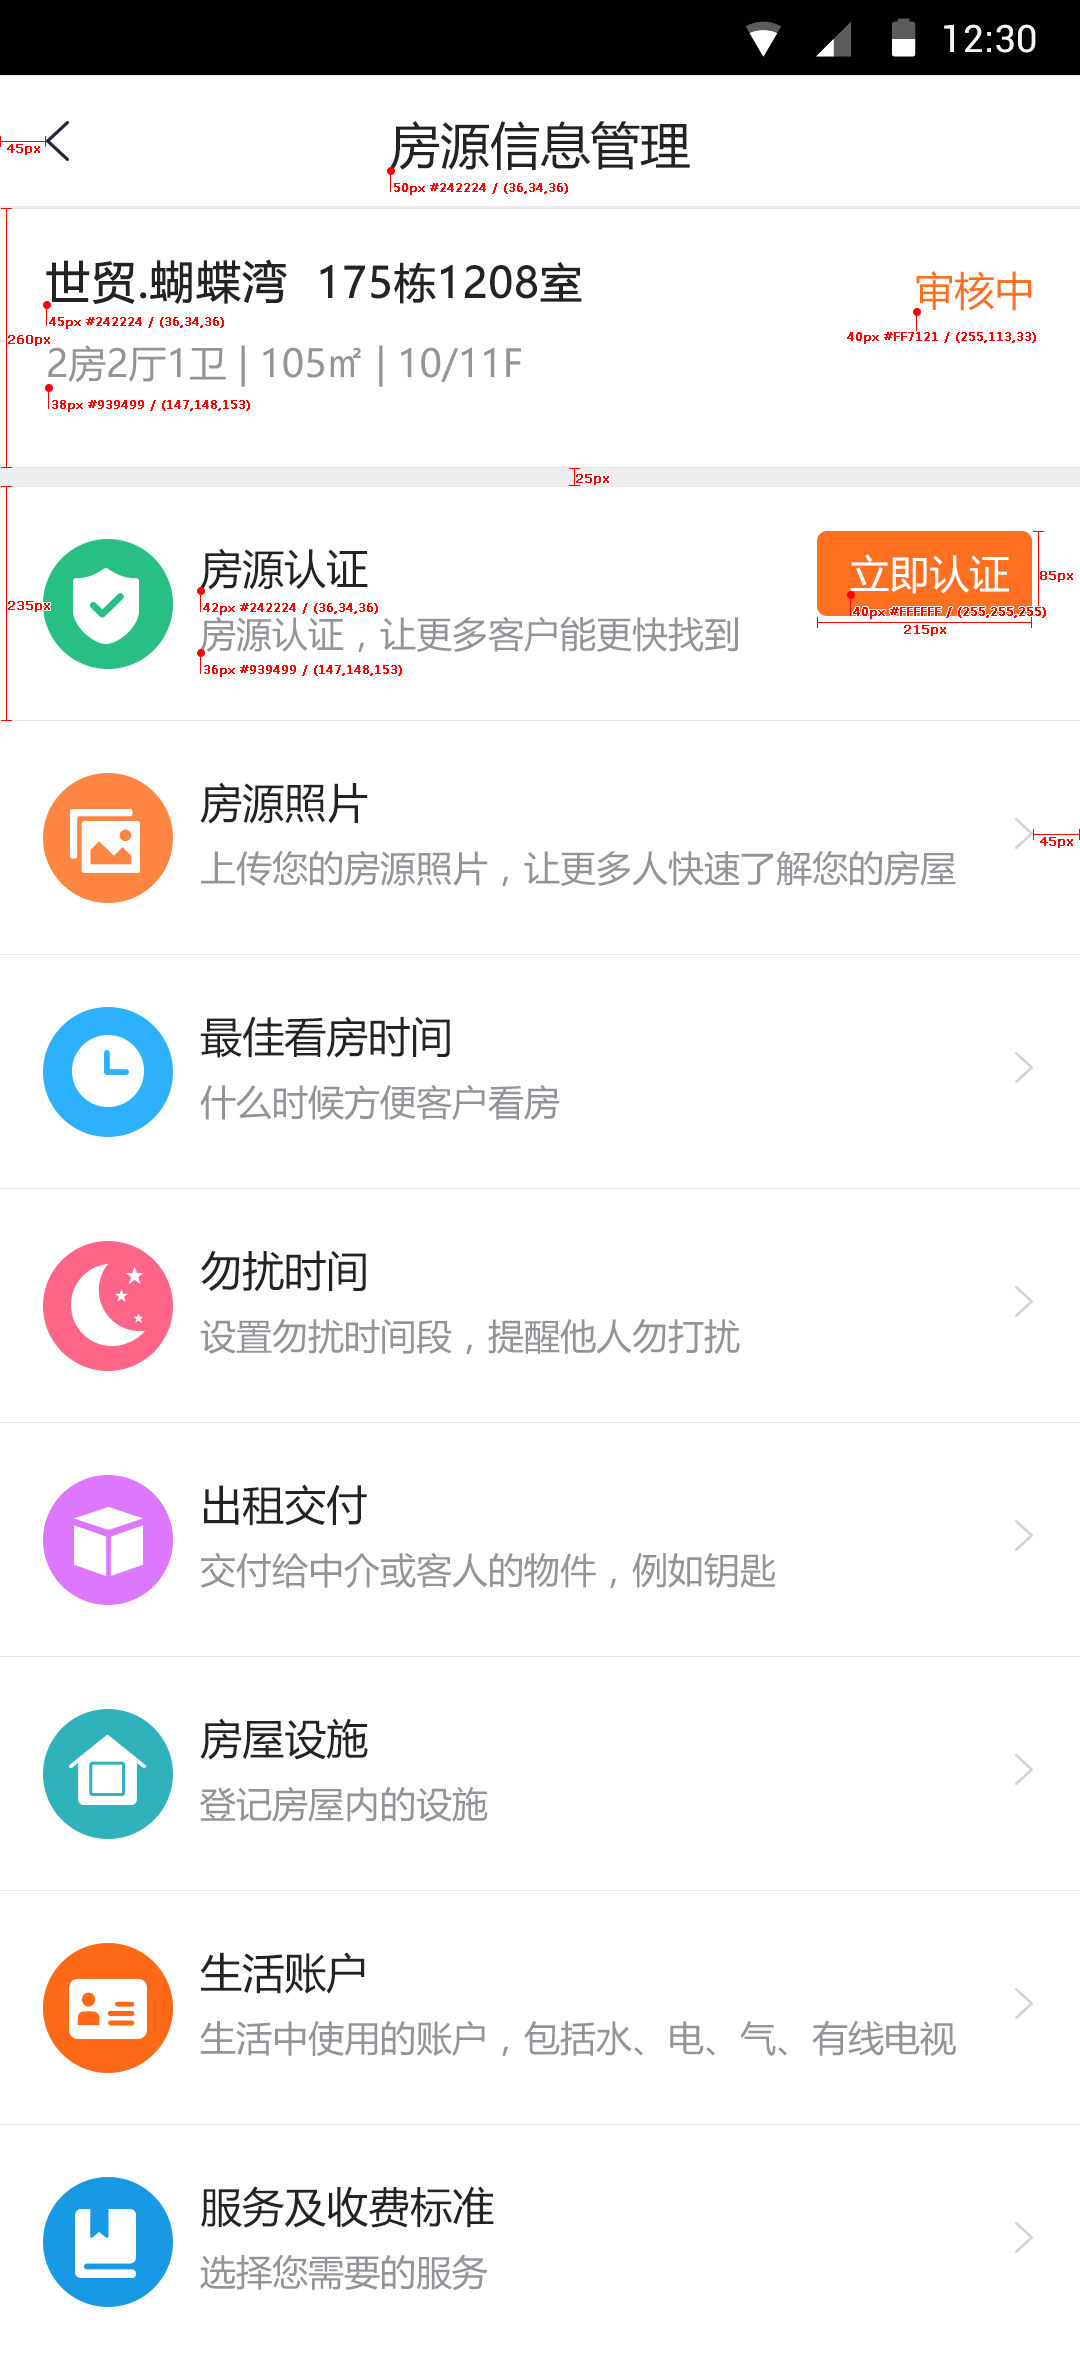 12:30
45px
房源信息管理
50px #242224 / (36,34,36)
世贸.蝴蝶湾 175栋1208室
审核中
45px #242224 / (36,34,36)
40px #FF7121 / (255,113,33)
260px
2房2厅1卫 | 105㎡ | 10/11F
38px #939499 / (147,148,153)
25px
房源认证
立即认证
85px
235px
42px #242224 / (36,34,36)
40px #FFFFFF / (255,255,255)
房源认证，让更多客户能更快找到
215px
36px #939499 / (147,148,153)
房源照片
45px
上传您的房源照片，让更多人快速了解您的房屋
最佳看房时间
什么时候方便客户看房
勿扰时间
设置勿扰时间段，提醒他人勿打扰
出租交付
交付给中介或客人的物件，例如钥匙
房屋设施
登记房屋内的设施
生活账户
生活中使用的账户，包括水、电、气、有线电视
服务及收费标准
选择您需要的服务